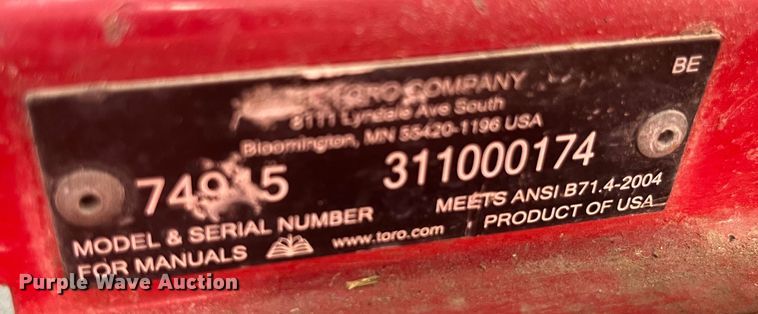 TORO COMPANY
8111 Lyndale Ave South
Bloomington, MN 55420-1196 USA
BE
311000174
MODEL & SERIAL NUMBER
MEETS ANSI B71.4-2004
FOR MANUALS www.toro.com
PRODUCT OF USA
Purple Wave Auction